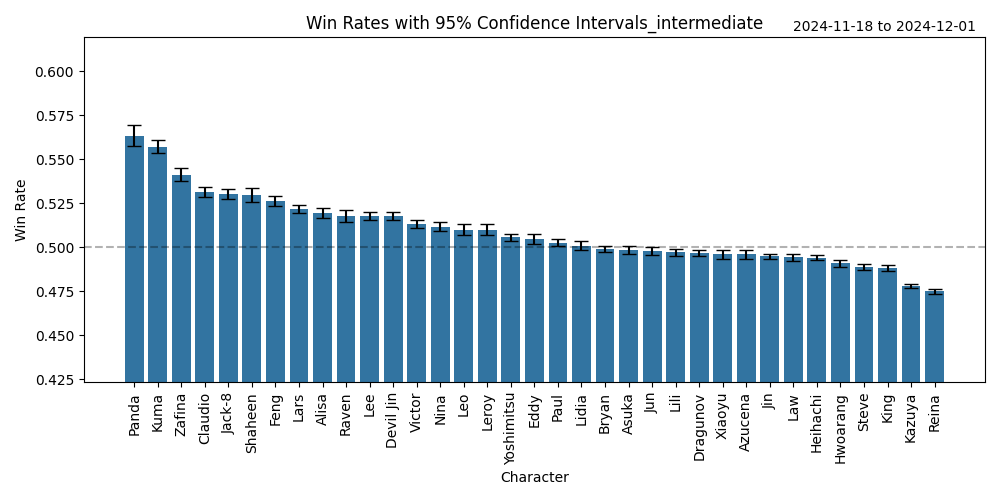 Win Rates with 95% Confidence Intervals_intermediate
2024-11-18 to 2024-12-01
Win Rate
0.600
0.575
0.550
0.525
0.500
0.475
0.450
0.425
Panda
Kuma
Zafina
Claudio
Jack-8
Shaheen
Feng
Lars
Alisa
Raven
Lee
Devil Jin
Victor
Nina
Leo
Leroy
Yoshimitsu
Eddy
Paul
Lidia
Bryan
Asuka
Jun
Lili
Dragunov
Xiaoyu
Azucena
Jin
Law
Heihachi
Hwoarang
Steve
King
Kazuya
Reina
Character